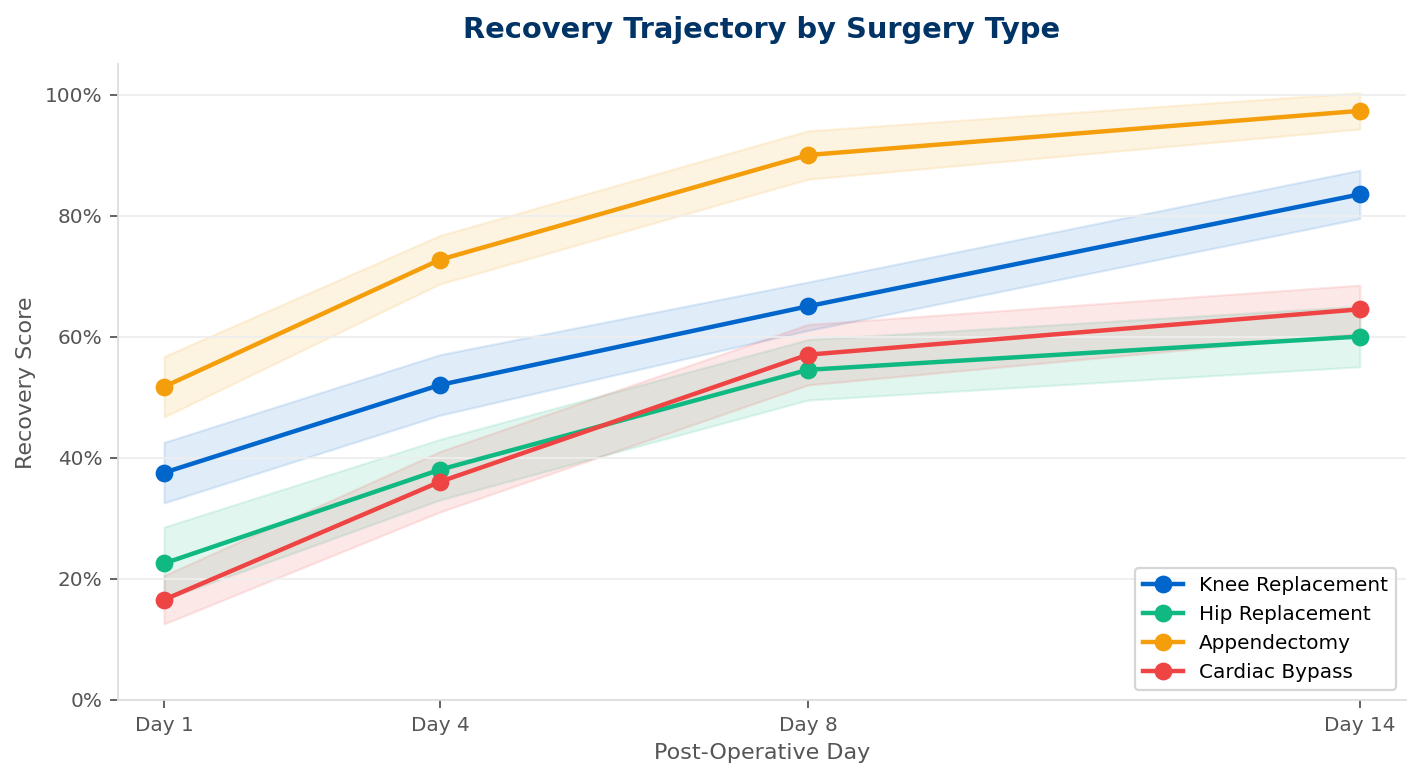 Recovery Trajectory by Surgery Type
Recovery Score
100%
80%
60%
40%
20%
0%
Day 1
Day 4
Day 8
Day 14
Post-Operative Day
Knee Replacement
Hip Replacement
Appendectomy
Cardiac Bypass